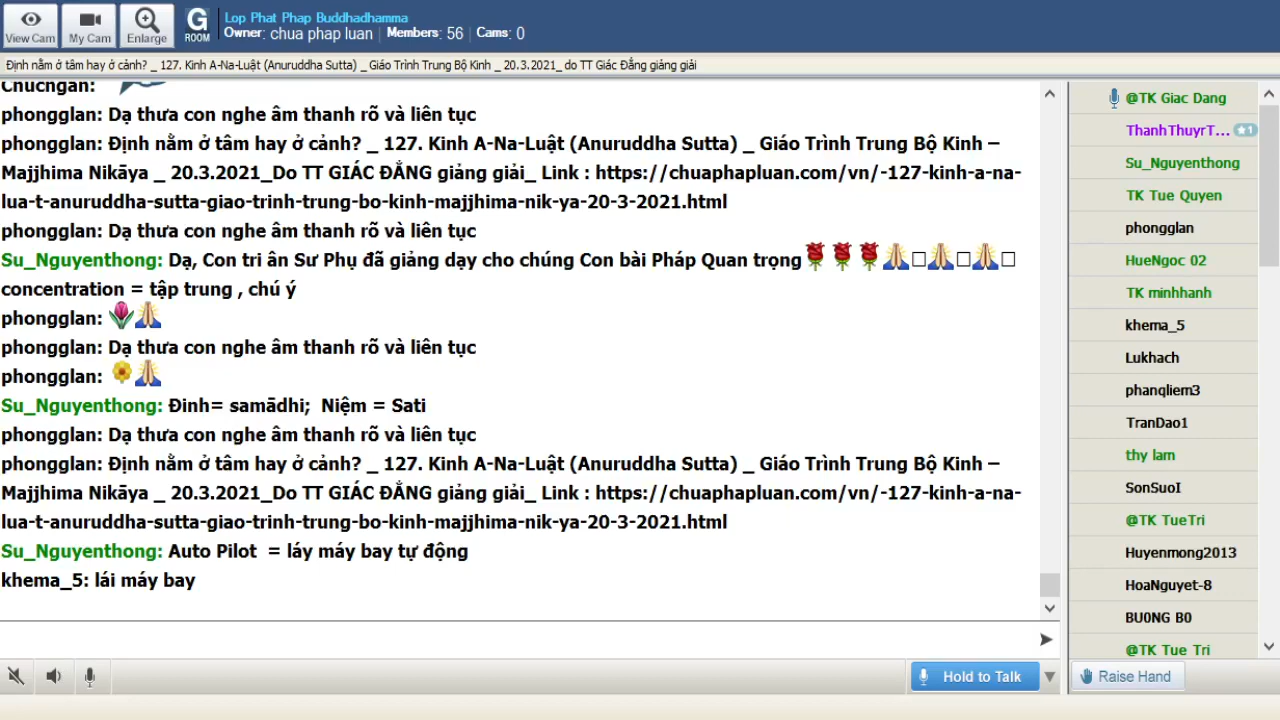 View Cam
My Cam
Enlarge
G
ROOM
Lop Phat Phap Buddhadhamma
Owner: chua phap luan | Members: 56 | Cams: 0
Định nằm ở tâm hay ở cảnh? _ 127. Kinh A-Na-Luật (Anuruddha Sutta) _ Giáo Trình Trung Bộ Kinh _ 20.3.2021_ do TT Giác Đẳng giảng giải
Chucngan:
phongglan: Dạ thưa con nghe âm thanh rõ và liên tục
phongglan: Định nằm ở tâm hay ở cảnh? _ 127. Kinh A-Na-Luật (Anuruddha Sutta) _ Giáo Trình Trung Bộ Kinh –
Majjhima Nikāya _ 20.3.2021_Do TT GIÁC ĐẲNG giảng giải_ Link : https://chuaphapluan.com/vn/-127-kinh-a-na-
lua-t-anuruddha-sutta-giao-trinh-trung-bo-kinh-majjhima-nik-ya-20-3-2021.html
phongglan: Dạ thưa con nghe âm thanh rõ và liên tục
Su_Nguyenthong: Dạ, Con tri ân Sư Phụ đã giảng dạy cho chúng Con bài Pháp Quan trọng🌹🌹🌹🙏□🙏□🙏□
concentration = tập trung , chú ý
phongglan: 🌷🙏
phongglan: Dạ thưa con nghe âm thanh rõ và liên tục
phongglan: 🌼🙏
Su_Nguyenthong: Đinh= samādhi;  Niệm = Sati
phongglan: Dạ thưa con nghe âm thanh rõ và liên tục
phongglan: Định nằm ở tâm hay ở cảnh? _ 127. Kinh A-Na-Luật (Anuruddha Sutta) _ Giáo Trình Trung Bộ Kinh –
Majjhima Nikāya _ 20.3.2021_Do TT GIÁC ĐẲNG giảng giải_ Link : https://chuaphapluan.com/vn/-127-kinh-a-na-
lua-t-anuruddha-sutta-giao-trinh-trung-bo-kinh-majjhima-nik-ya-20-3-2021.html
Su_Nguyenthong: Auto Pilot  = láy máy bay tự động
khema_5: lái máy bay
@TK Giac Dang
ThanhThuyrT... ★1
Su_Nguyenthong
TK Tue Quyen
phongglan
HueNgoc 02
TK minhhanh
khema_5
Lukhach
phanqliem3
TranDao1
thy lam
SonSuoI
@TK TueTri
Huyenmong2013
HoaNguyet-8
BU0NG B0
@TK Tue Tri
Hold to Talk
Raise Hand